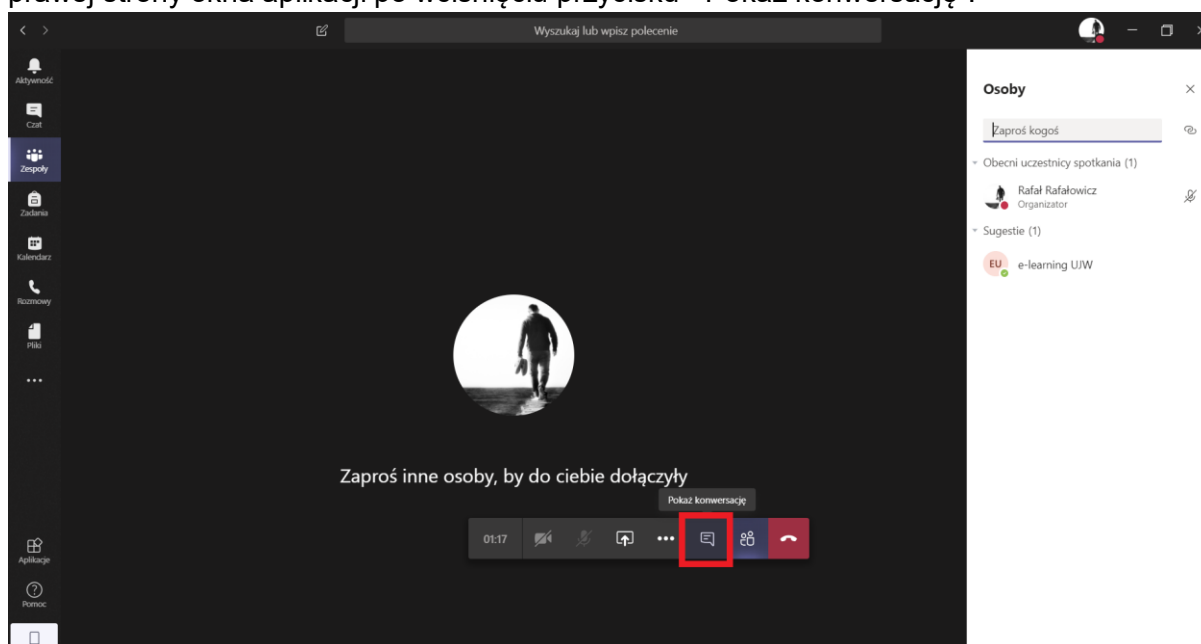 prawej strony okna aplikacji po wciśnięciu przycisku "Pokaż konwersację".
Wyszukaj lub wpisz polecenie
Aktywność
Czat
Zespoły
Zadania
Kalendarz
Rozmowy
Pliki
Aplikacje
Pomoc
Zaproś inne osoby, by do ciebie dołączyły
Pokaż konwersację
01:17
Osoby
Zaproś kogoś
Obecni uczestnicy spotkania (1)
Rafał Rafałowicz
Organizator
Sugestie (1)
EU e-learning UJW